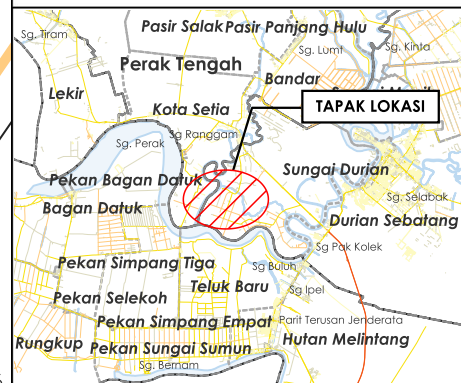 Pasir Salak
Pasir Panjang Hulu
Sg. Tiram
Sg. Lumt
Sg. Kinta
Perak Tengah
Bandar
Lekir
TAPAK LOKASI
Kota Setia
Sg Ranggam
Sg. Perak
Sungai Durian
Pekan Bagan Datuk
Sg. Selabak
Bagan Datuk
Durian Sebatang
Sg Pak Kolek
Pekan Simpang Tiga
Sg Buluh
Teluk Baru
Sg Ipel
Pekan Selekoh
Pekan Simpang Empat
Parit Terusan Jenderata
Rungkup
Pekan Sungai Sumun
Hutan Melintang
Sg. Bernam